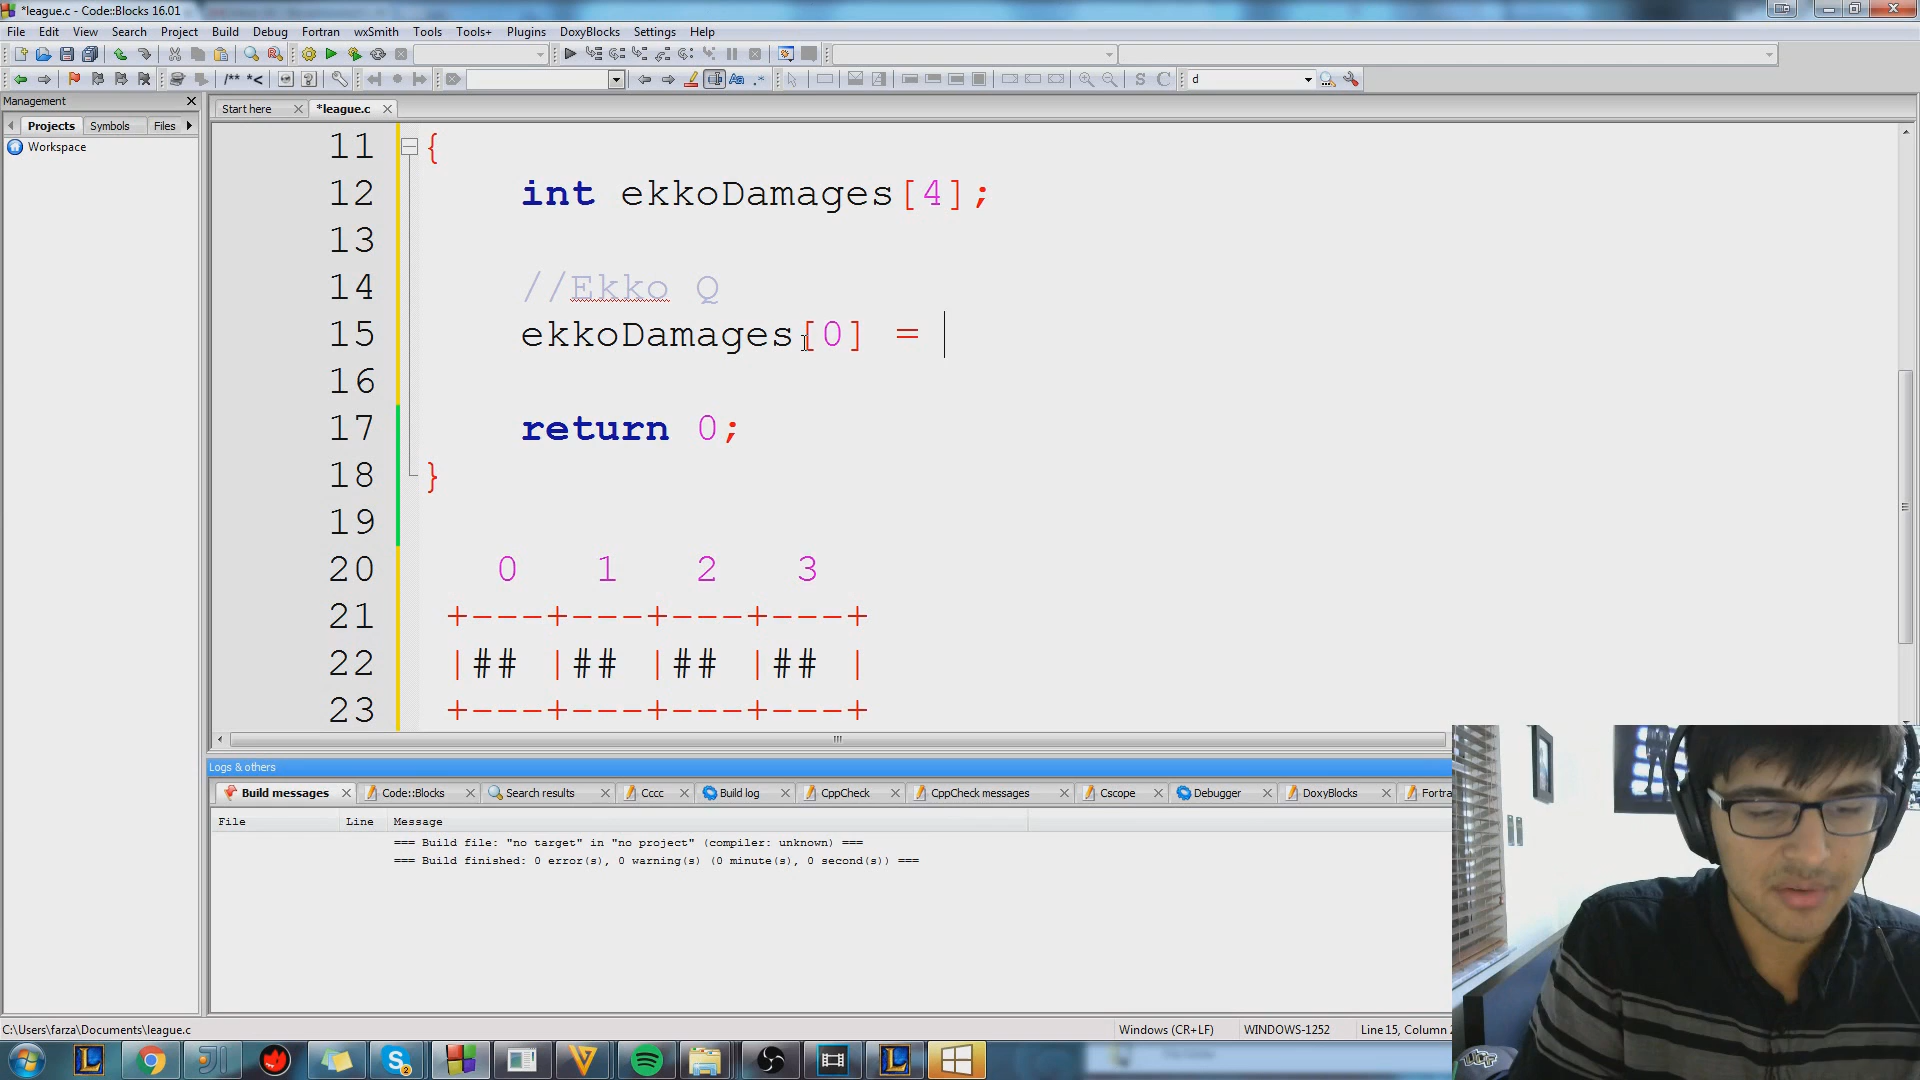 *league.c - Code::Blocks 16.01
File Edit View Search Project Build Debug Fortran wxSmith Tools Tools+ Plugins DoxyBlocks Settings Help
/** *<
Aa .* S C d
Management
Start here *league.c
Projects Symbols Files
Workspace
11 {
12 int ekkoDamages[4];
13
14 //Ekko Q
15 ekkoDamages[0] =
16
17 return 0;
18 }
19
20 0 1 2 3
21 +---+---+---+---+
22 |## |## |## |## |
23 +---+---+---+---+
Logs & others
Build messages Code::Blocks Search results Cccc Build log CppCheck CppCheck messages Cscope Debugger DoxyBlocks Fortra
File Line Message
=== Build file: "no target" in "no project" (compiler: unknown) ===
=== Build finished: 0 error(s), 0 warning(s) (0 minute(s), 0 second(s)) ===
C:\Users\farza\Documents\league.c Windows (CR+LF) WINDOWS-1252 Line 15, Column